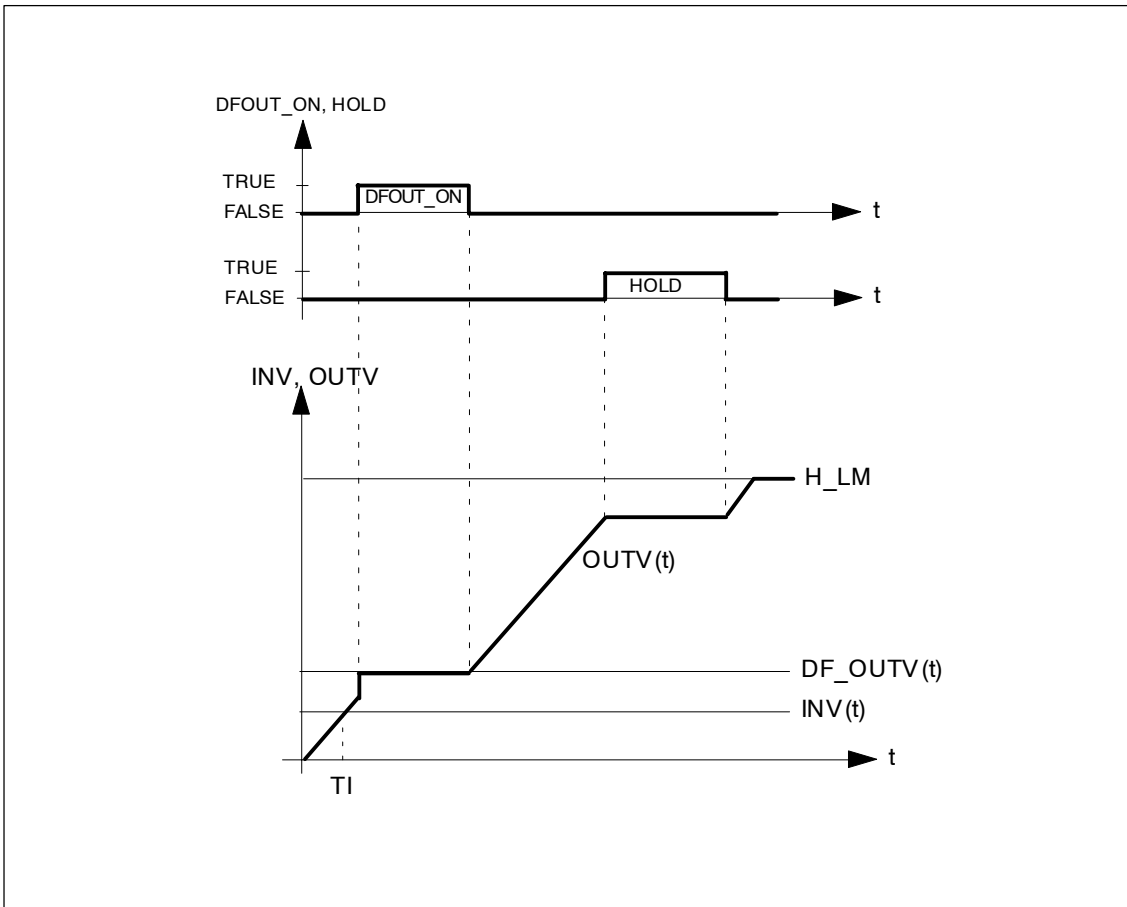 DFOUT_ON, HOLD
TRUE
DFOUT_ON
FALSE
t
TRUE
HOLD
FALSE
t
INV, OUTV
H_LM
OUTV(t)
DF_OUTV(t)
INV(t)
t
TI